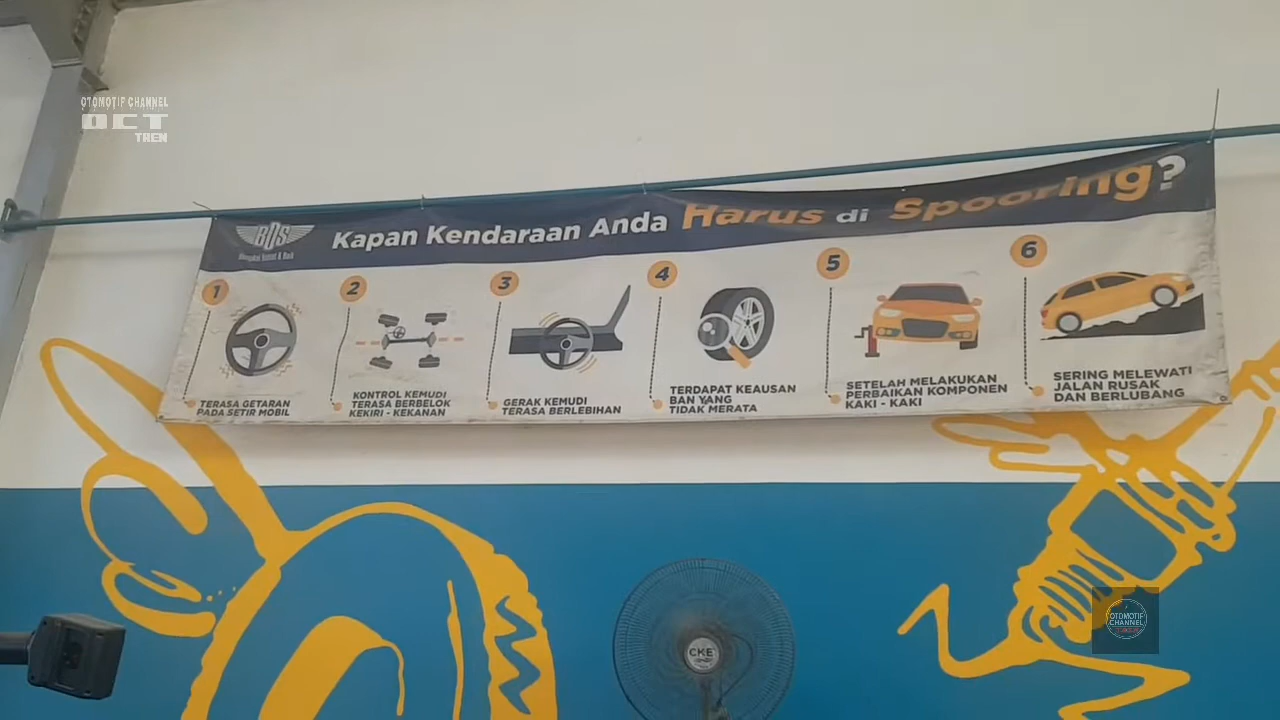 OTOMOTIF CHANNEL
OCT
TREN
BOS
Kapan Kendaraan Anda Harus di Spooring?
1
TERASA GETARAN
PADA SETIR MOBIL
2
KONTROL KEMUDI
TERASA BERBELOK
KEKIRI - KEKANAN
3
GERAK KEMUDI
TERASA BERLEBIHAN
4
TERDAPAT KEAUSAN
BAN YANG
TIDAK MERATA
5
SETELAH MELAKUKAN
PERBAIKAN KOMPONEN
KAKI - KAKI
6
SERING MELEWATI
JALAN RUSAK
DAN BERLUBANG
CKE
OTOMOTIF
CHANNEL